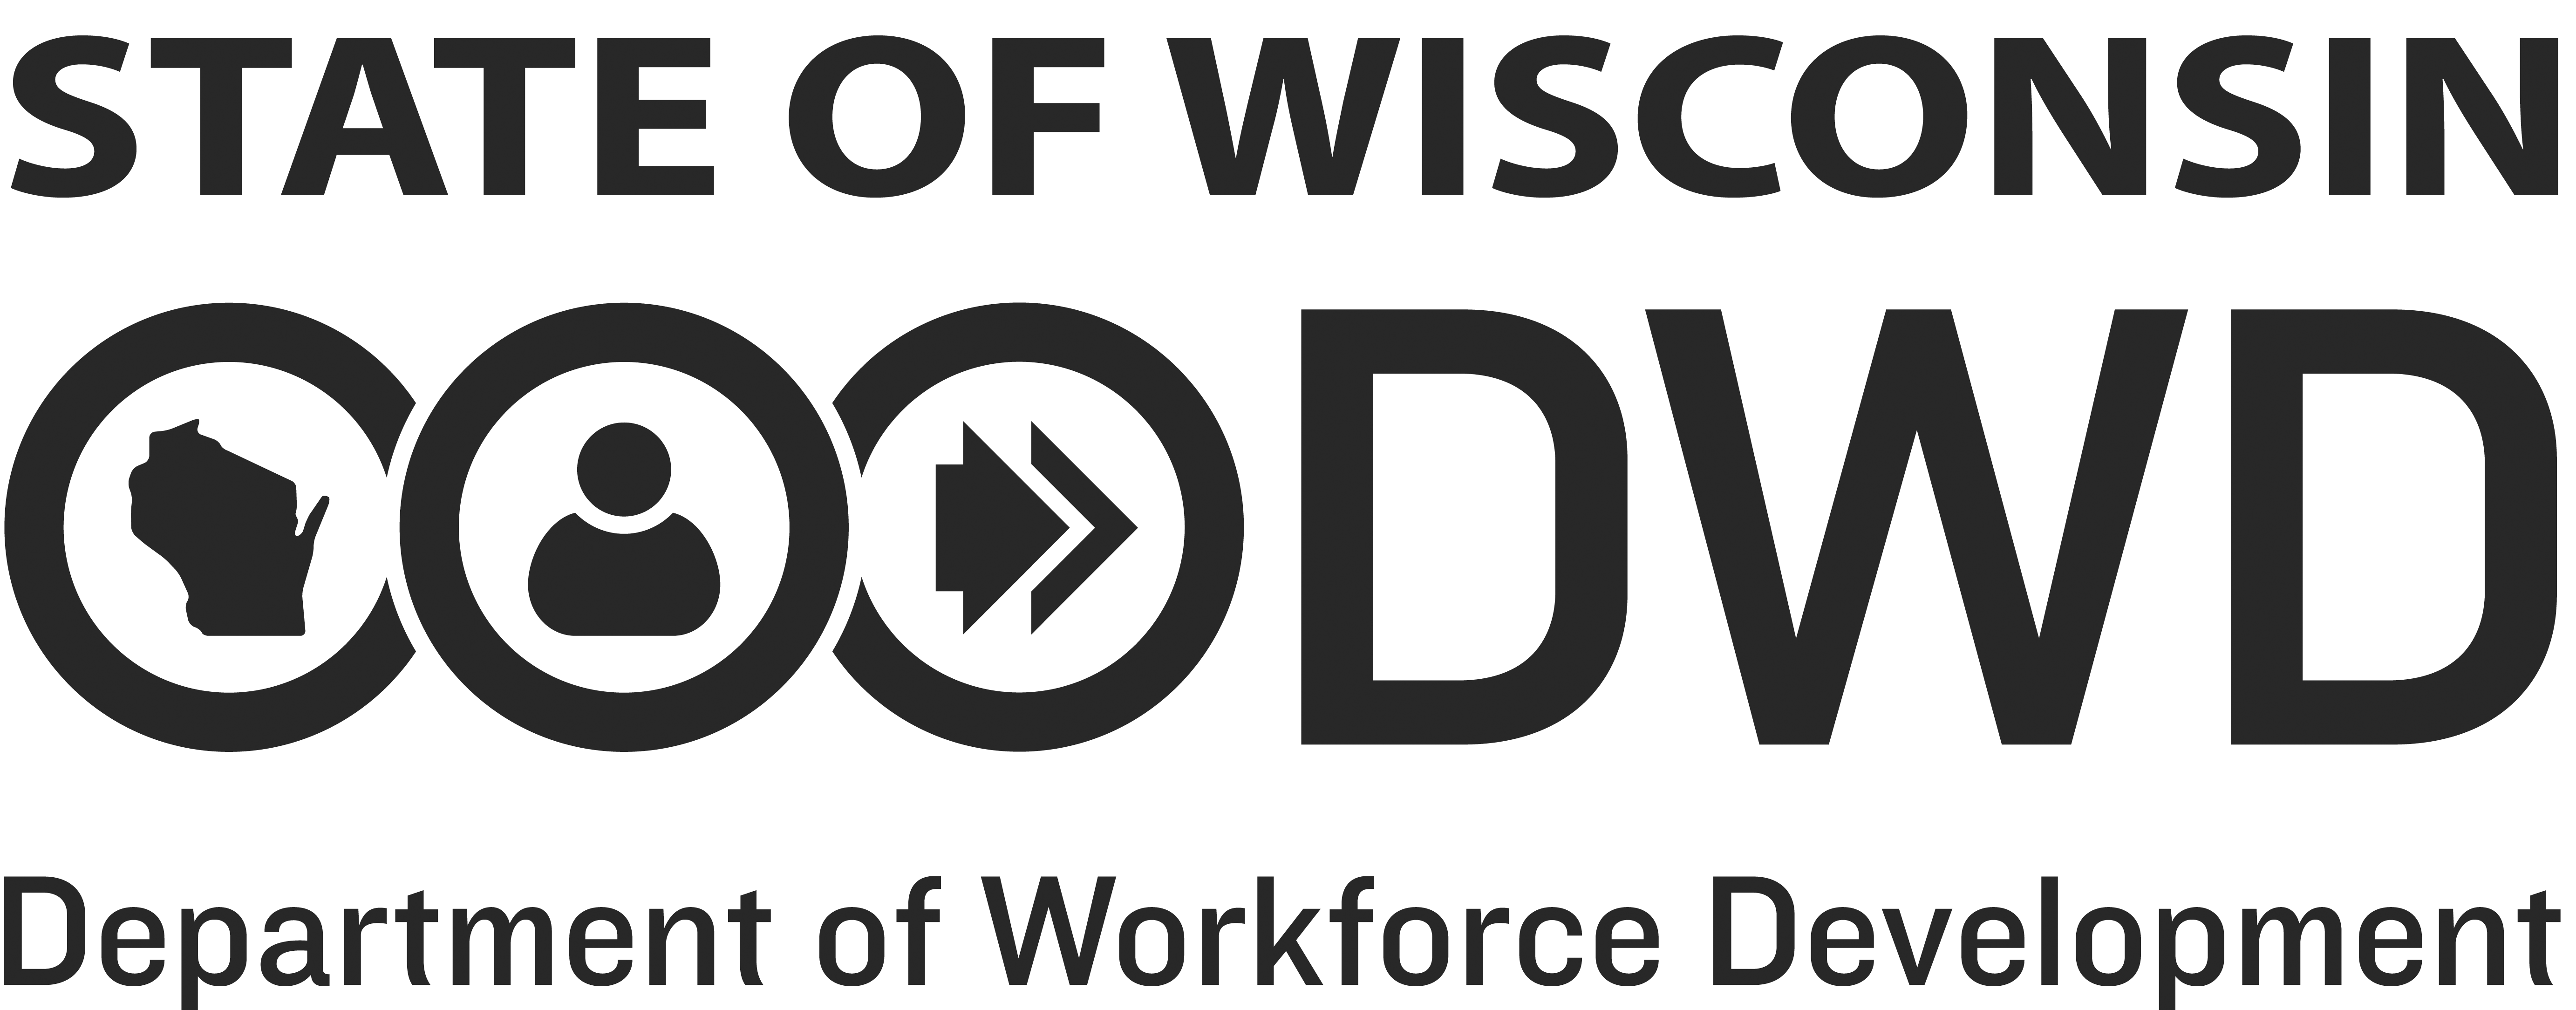 STATE OF WISCONSIN
DWD
Department of Workforce Development